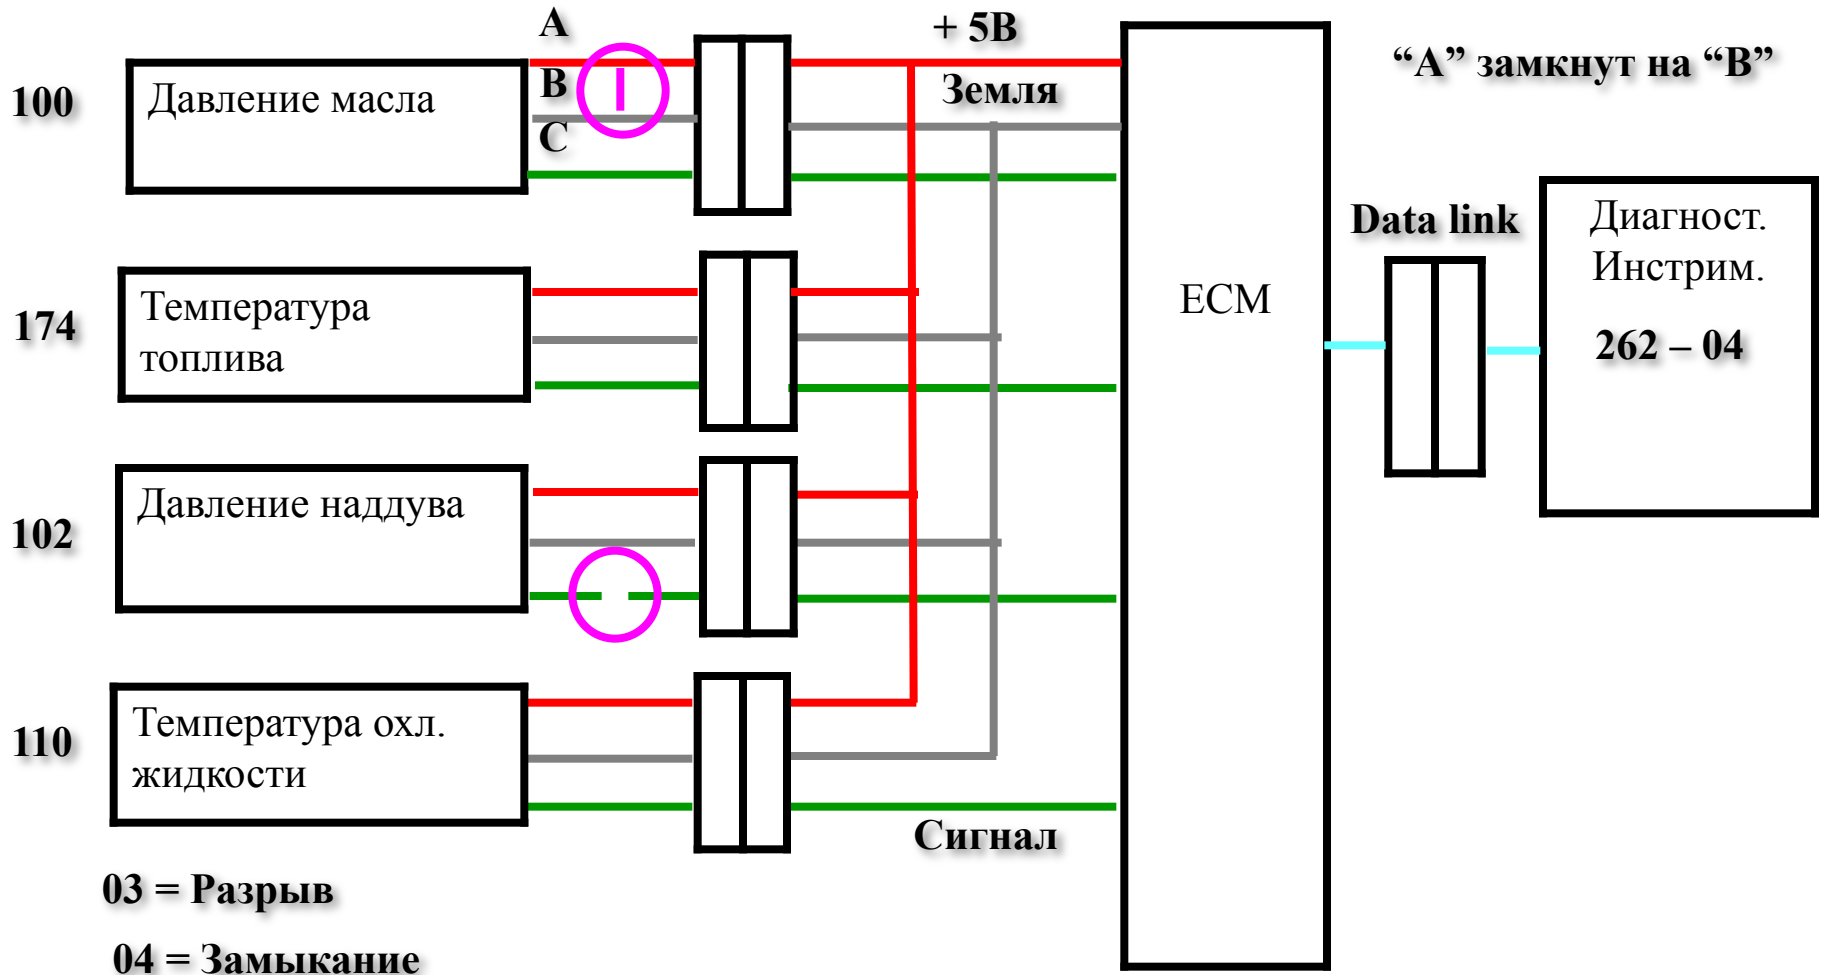 A
+ 5В
“А” замкнут на “В”
100
Давление масла
B
Земля
C
Data link
Диагност.
Инстрим.
262 – 04
174
Температура
топлива
ECM
102
Давление наддува
110
Температура охл.
жидкости
Сигнал
03 = Разрыв
04 = Замыкание